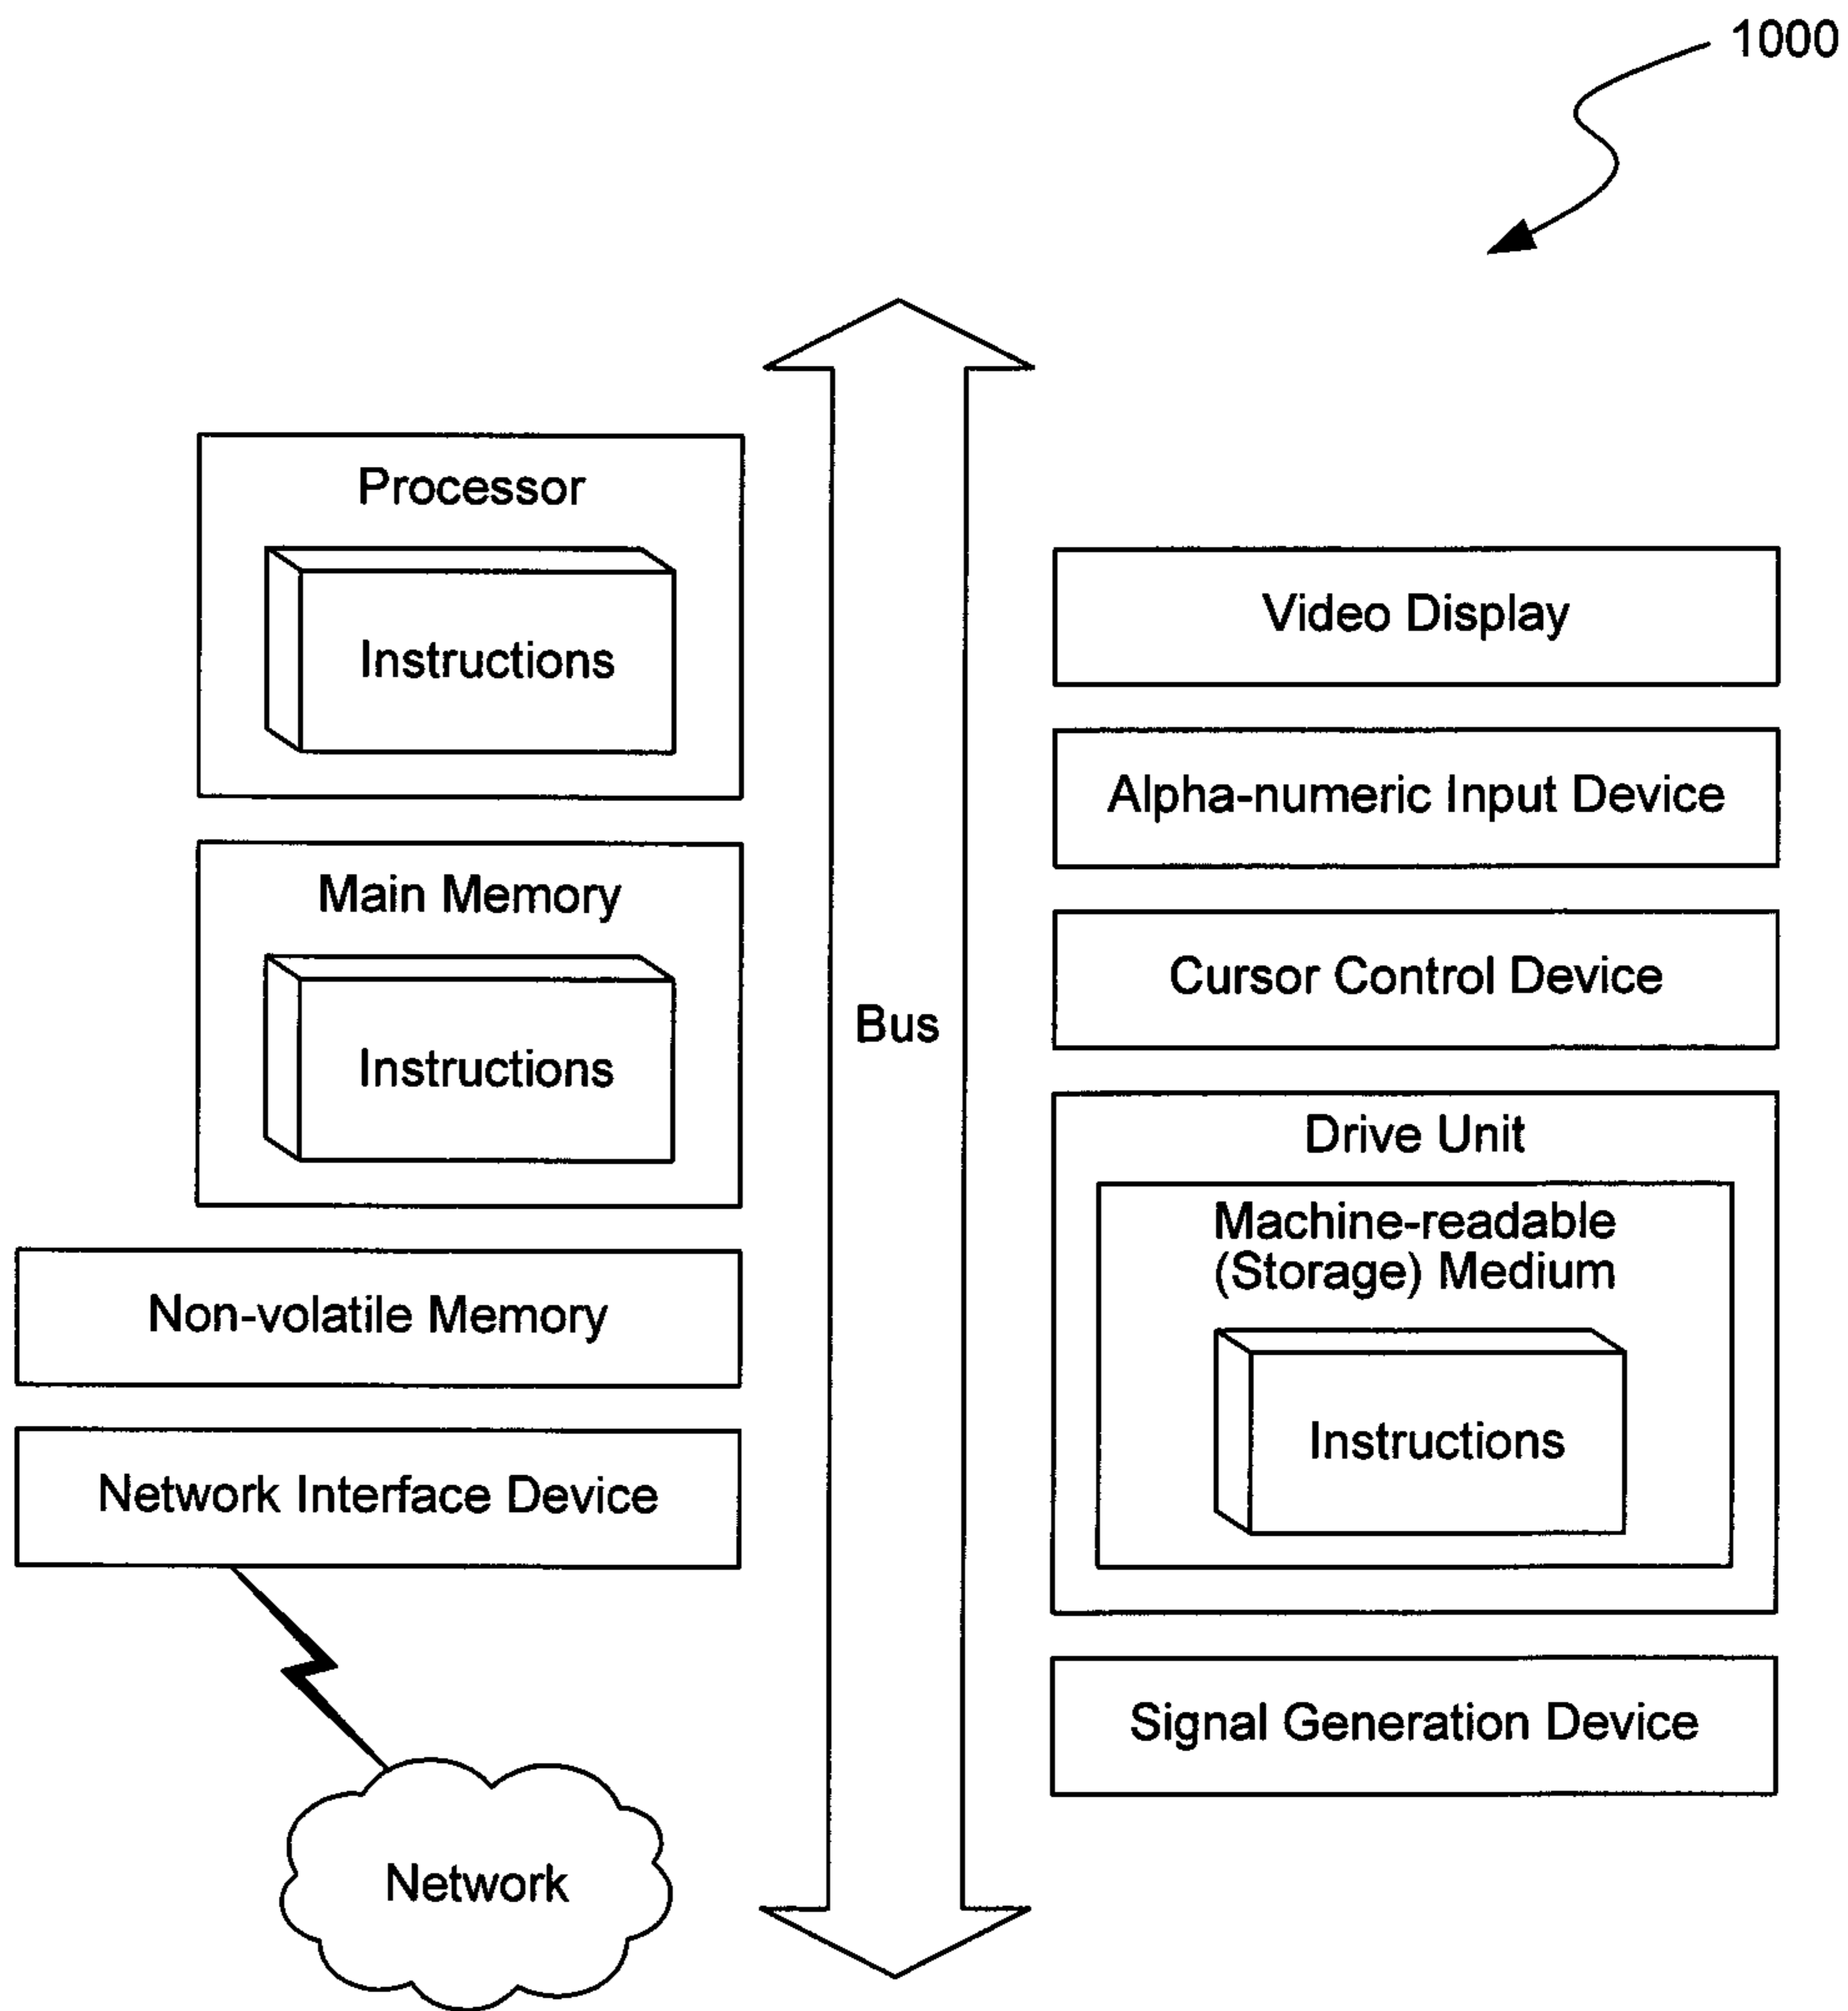 1000
Processor
Instructions
Main Memory
Instructions
Non-volatile Memory
Network Interface Device
Network
Bus
Video Display
Alpha-numeric Input Device
Cursor Control Device
Drive Unit
Machine-readable
(Storage) Medium
Instructions
Signal Generation Device